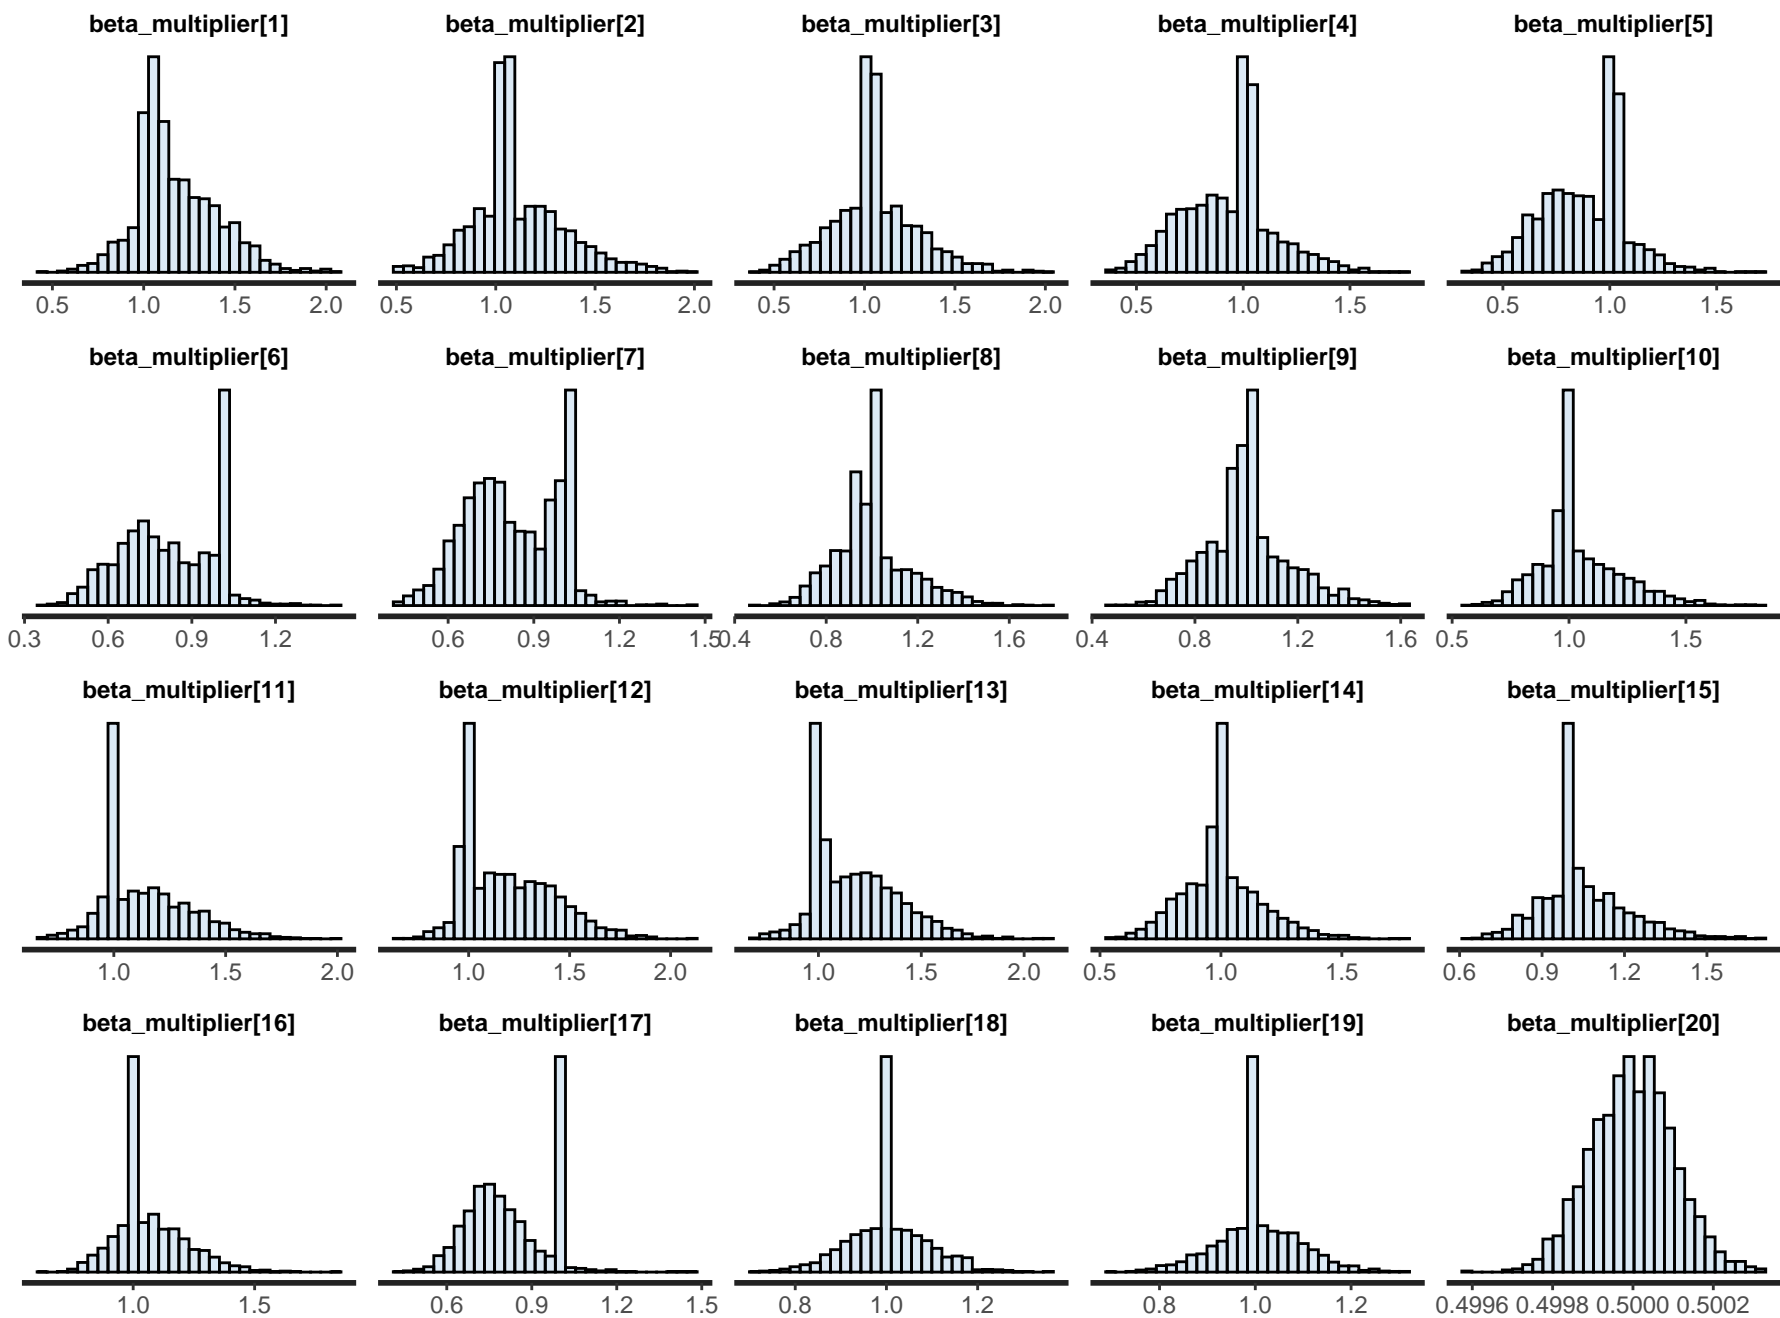 beta_multiplier[1] beta_multiplier[2] beta_multiplier[3] beta_multiplier[4] beta_multiplier[5]
0.5 1.0 1.5 2.0 0.5 1.0 1.5 2.0 0.5 1.0 1.5 2.0 0.5 1.0 1.5 0.5 1.0 1.5
beta_multiplier[6] beta_multiplier[7] beta_multiplier[8] beta_multiplier[9] beta_multiplier[10]
0.3 0.6 0.9 1.2 0.6 0.9 1.2 1.5 0.4 0.8 1.2 1.6 0.4 0.8 1.2 1.6 0.5 1.0 1.5
beta_multiplier[11] beta_multiplier[12] beta_multiplier[13] beta_multiplier[14] beta_multiplier[15]
1.0 1.5 2.0 1.0 1.5 2.0 1.0 1.5 2.0 0.5 1.0 1.5 0.6 0.9 1.2 1.5
beta_multiplier[16] beta_multiplier[17] beta_multiplier[18] beta_multiplier[19] beta_multiplier[20]
1.0 1.5 0.6 0.9 1.2 1.5 0.8 1.0 1.2 0.8 1.0 1.2 0.4996 0.4998 0.5000 0.5002